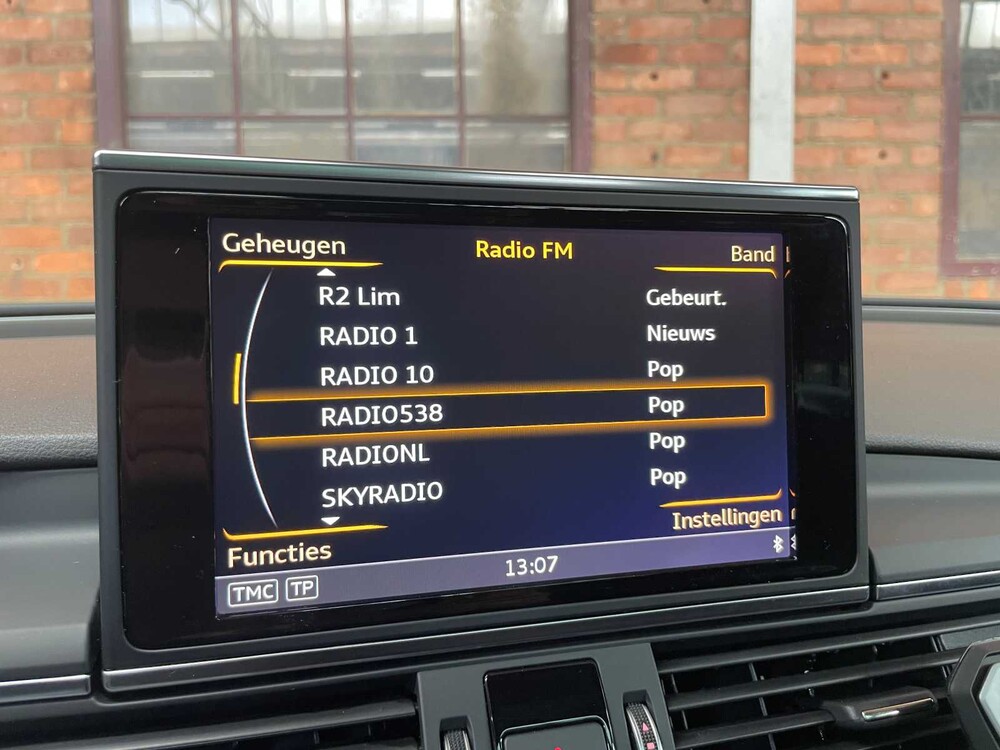 Geheugen Radio FM Band
R2 Lim Gebeurt.
RADIO 1 Nieuws
RADIO 10 Pop
RADIO538 Pop
RADIONL Pop
SKYRADIO Pop
Functies Instellingen
TMC TP 13:07